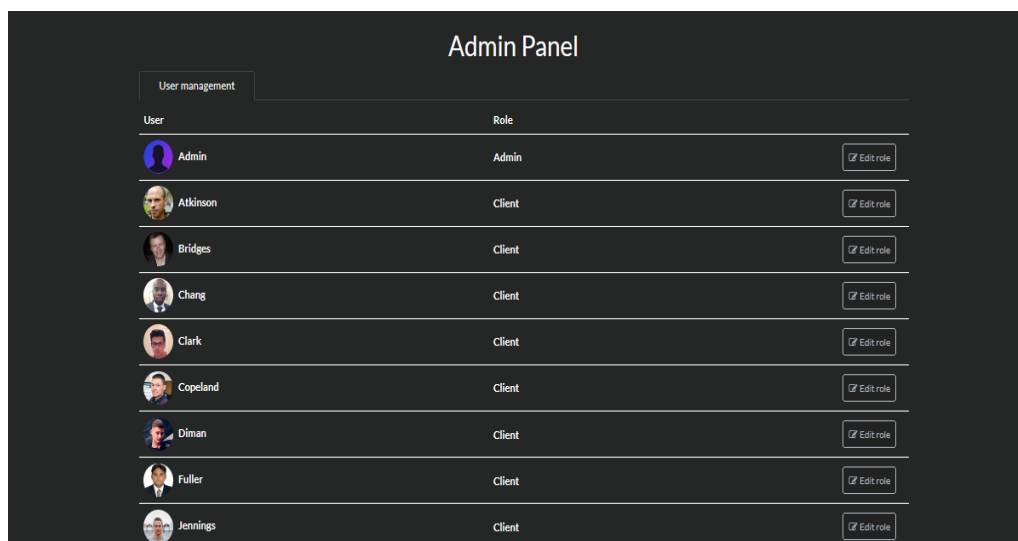 Admin Panel
User management
User Role
Admin Admin Edit role
Atkinson Client Edit role
Bridges Client Edit role
Chang Client Edit role
Clark Client Edit role
Copeland Client Edit role
Diman Client Edit role
Fuller Client Edit role
Jennings Client Edit role